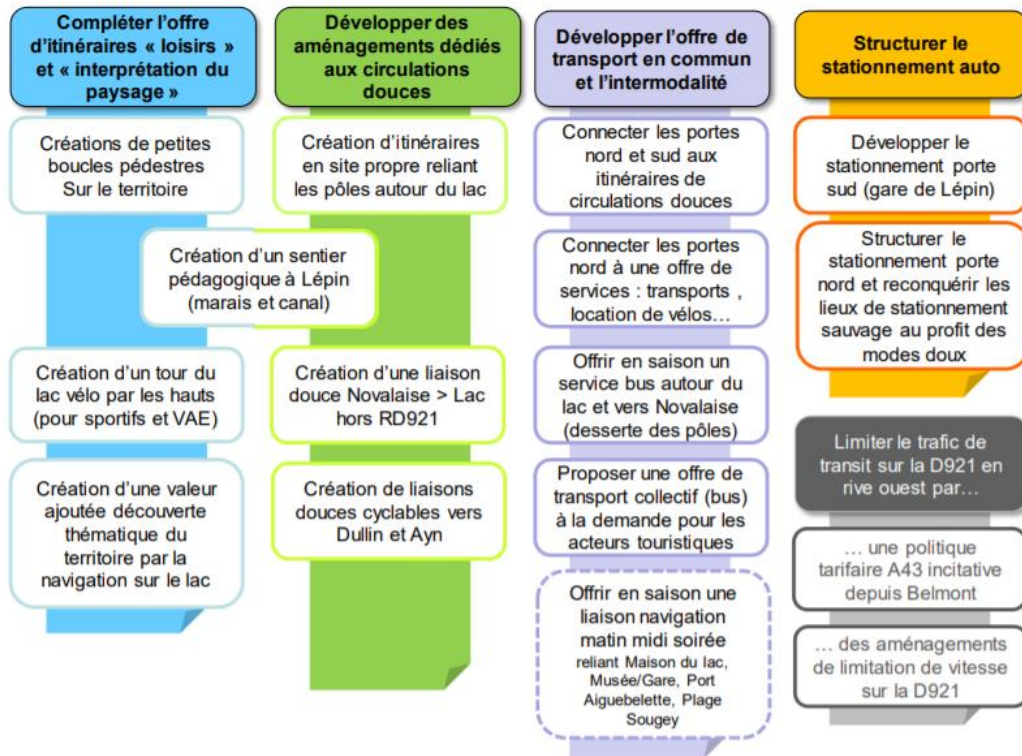 Compléter l'offre
d'itinéraires « loisirs »
et « interprétation du
paysage »
Créations de petites
boucles pédestres
Sur le territoire
Création d'un sentier
pédagogique à Lépin
(marais et canal)
Création d'un tour du
lac vélo par les hauts
(pour sportifs et VAE)
Création d'une valeur
ajoutée découverte
thématique du
territoire par la
navigation sur le lac
Développer des
aménagements dédiés
aux circulations
douces
Création d'itinéraires
en site propre reliant
les pôles autour du lac
Création d'une liaison
douce Novalaise > Lac
hors RD921
Création de liaisons
douces cyclables vers
Dullin et Ayn
Développer l'offre de
transport en commun
et l'intermodalité
Connecter les portes
nord et sud aux
itinéraires de
circulations douces
Connecter les portes
nord à une offre de
services : transports ,
location de vélos…
Offrir en saison un
service bus autour du
lac et vers Novalaise
(desserte des pôles)
Proposer une offre de
transport collectif (bus)
à la demande pour les
acteurs touristiques
Offrir en saison une
liaison navigation
matin midi soirée
reliant Maison du lac,
Musée/Gare, Port
Aiguebelette, Plage
Sougey
Structurer le
stationnement auto
Développer le
stationnement porte
sud (gare de Lépin)
Structurer le
stationnement porte
nord et reconquérir les
lieux de stationnement
sauvage au profit des
modes doux
Limiter le trafic de
transit sur la D921 en
rive ouest par…
… une politique
tarifaire A43 incitative
depuis Belmont
… des aménagements
de limitation de vitesse
sur la D921